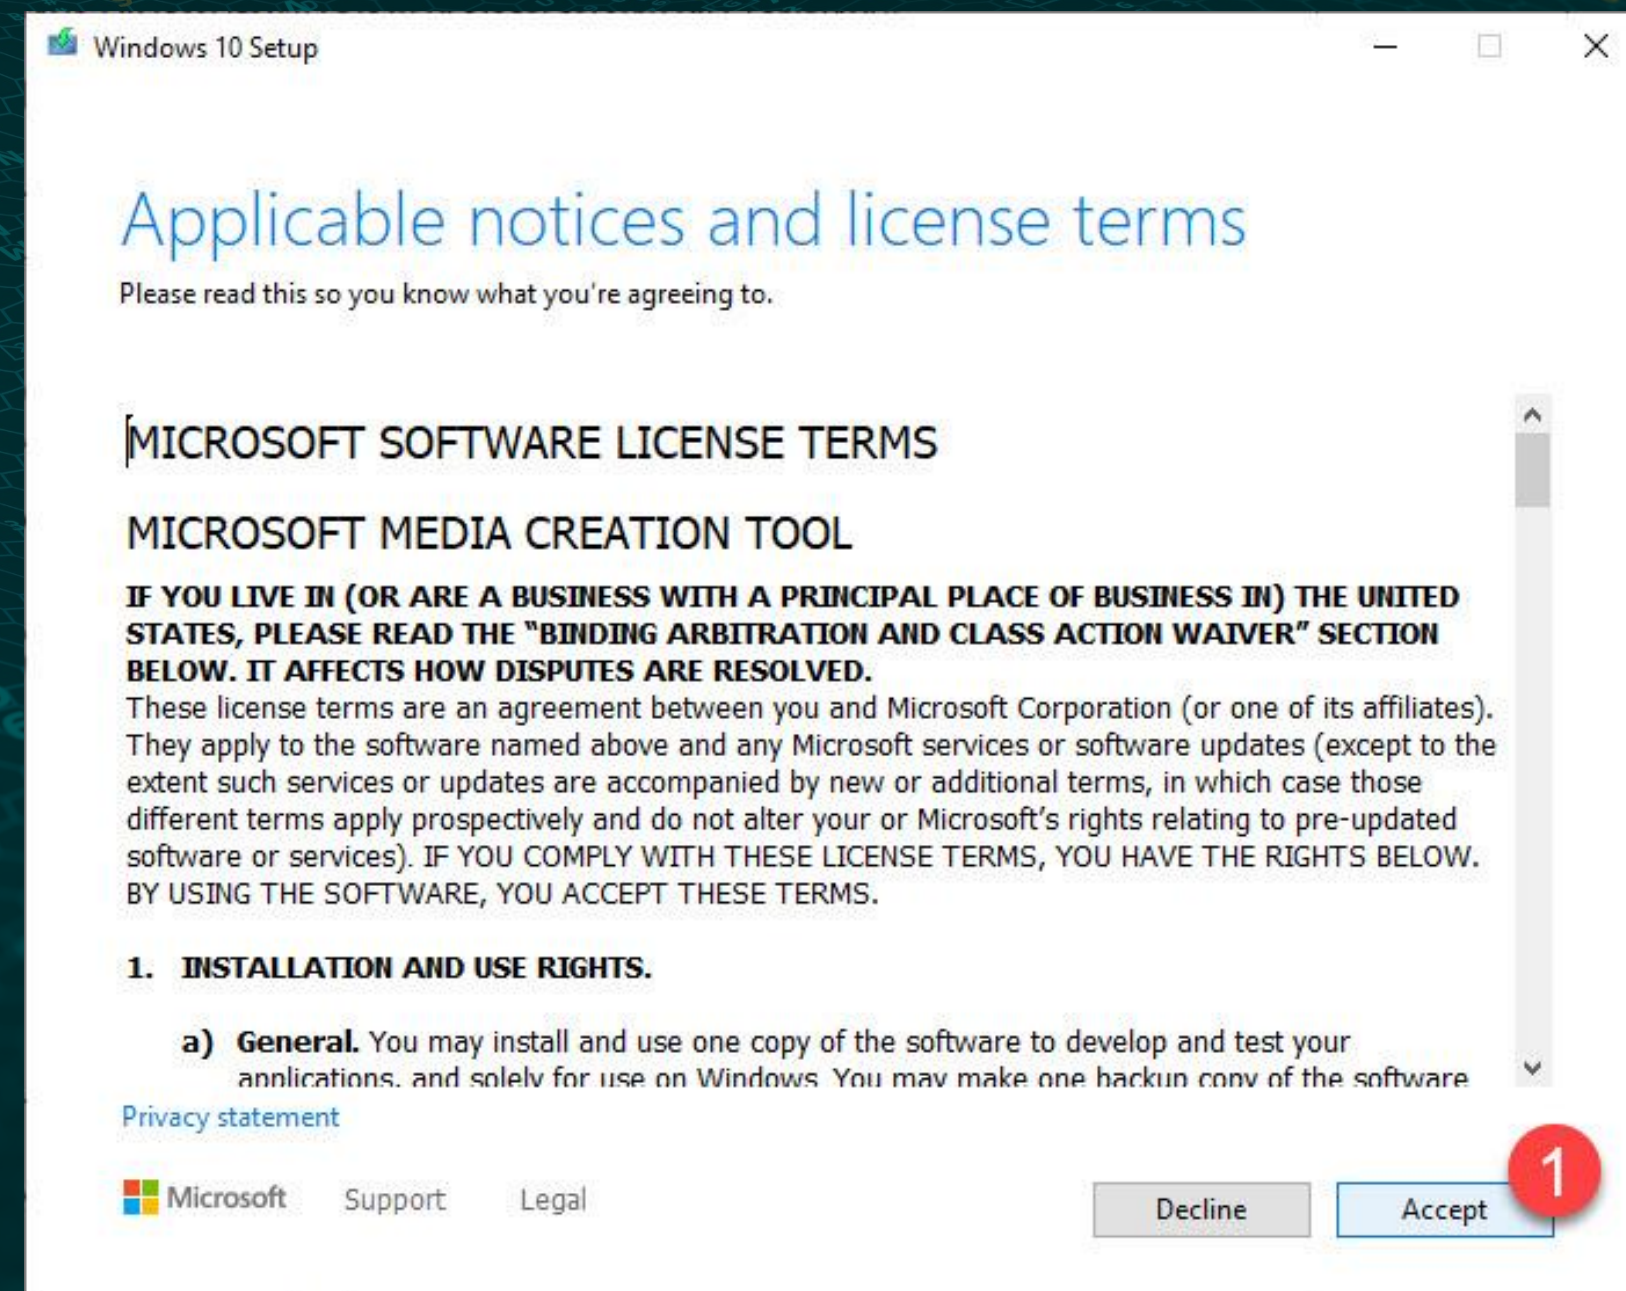 Windows 10 Setup
Applicable notices and license terms
Please read this so you know what you're agreeing to.
MICROSOFT SOFTWARE LICENSE TERMS
MICROSOFT MEDIA CREATION TOOL
IF YOU LIVE IN (OR ARE A BUSINESS WITH A PRINCIPAL PLACE OF BUSINESS IN) THE UNITED
STATES, PLEASE READ THE “BINDING ARBITRATION AND CLASS ACTION WAIVER” SECTION
BELOW. IT AFFECTS HOW DISPUTES ARE RESOLVED.
These license terms are an agreement between you and Microsoft Corporation (or one of its affiliates).
They apply to the software named above and any Microsoft services or software updates (except to the
extent such services or updates are accompanied by new or additional terms, in which case those
different terms apply prospectively and do not alter your or Microsoft’s rights relating to pre-updated
software or services). IF YOU COMPLY WITH THESE LICENSE TERMS, YOU HAVE THE RIGHTS BELOW.
BY USING THE SOFTWARE, YOU ACCEPT THESE TERMS.
1. INSTALLATION AND USE RIGHTS.
a) General. You may install and use one copy of the software to develop and test your
applications, and solely for use on Windows. You may make one backup copy of the software
Privacy statement
Microsoft Support Legal
Decline Accept 1